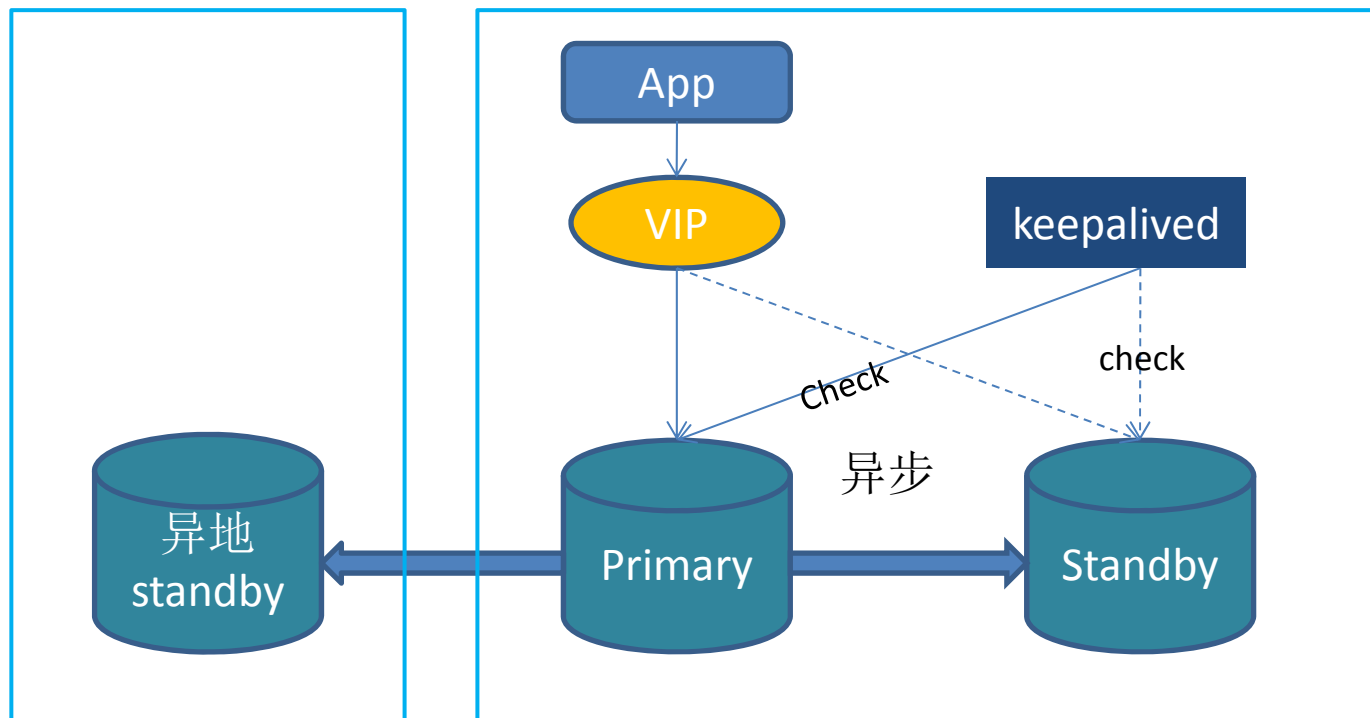 App
VIP
keepalived
Check
check
异步
异地
standby
Primary
Standby